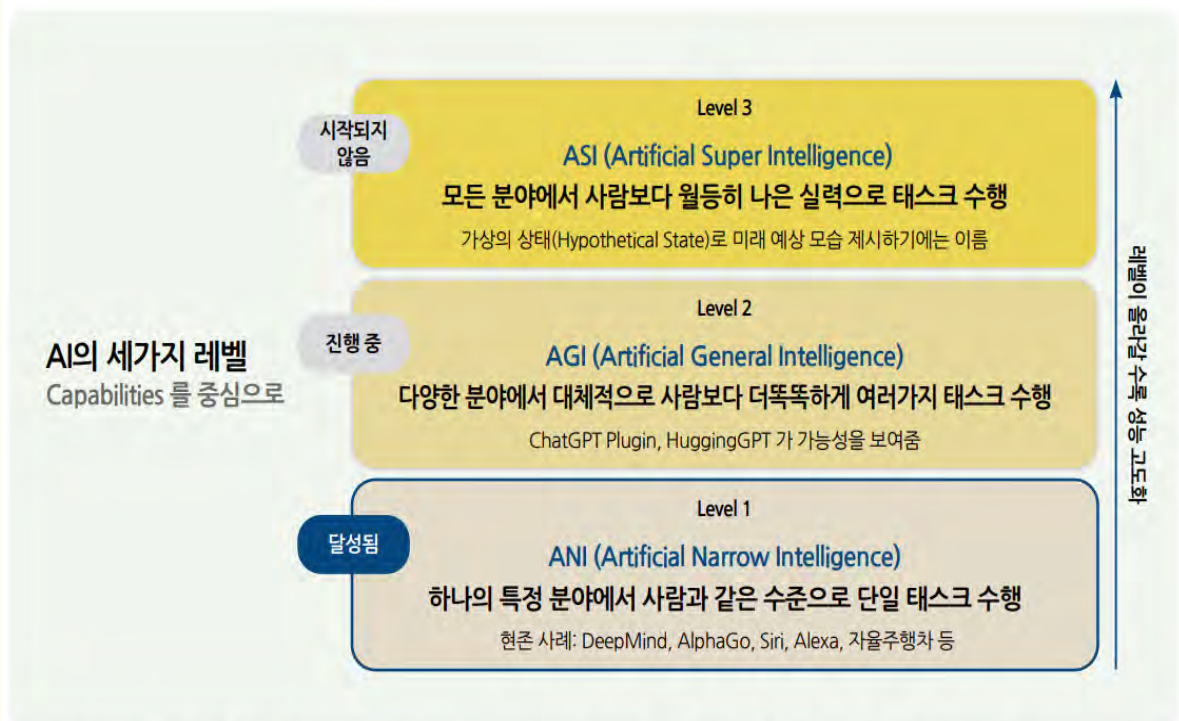 AI의 세가지 레벨
Capabilities 를 중심으로
시작되지
않음
Level 3
ASI (Artificial Super Intelligence)
모든 분야에서 사람보다 월등히 나은 실력으로 태스크 수행
가상의 상태(Hypothetical State)로 미래 예상 모습 제시하기에는 이름
진행 중
Level 2
AGI (Artificial General Intelligence)
다양한 분야에서 대체적으로 사람보다 더똑똑하게 여러가지 태스크 수행
ChatGPT Plugin, HuggingGPT 가 가능성을 보여줌
달성됨
Level 1
ANI (Artificial Narrow Intelligence)
하나의 특정 분야에서 사람과 같은 수준으로 단일 태스크 수행
현존 사례: DeepMind, AlphaGo, Siri, Alexa, 자율주행차 등
레벨이 올라갈 수록 성능 고도화